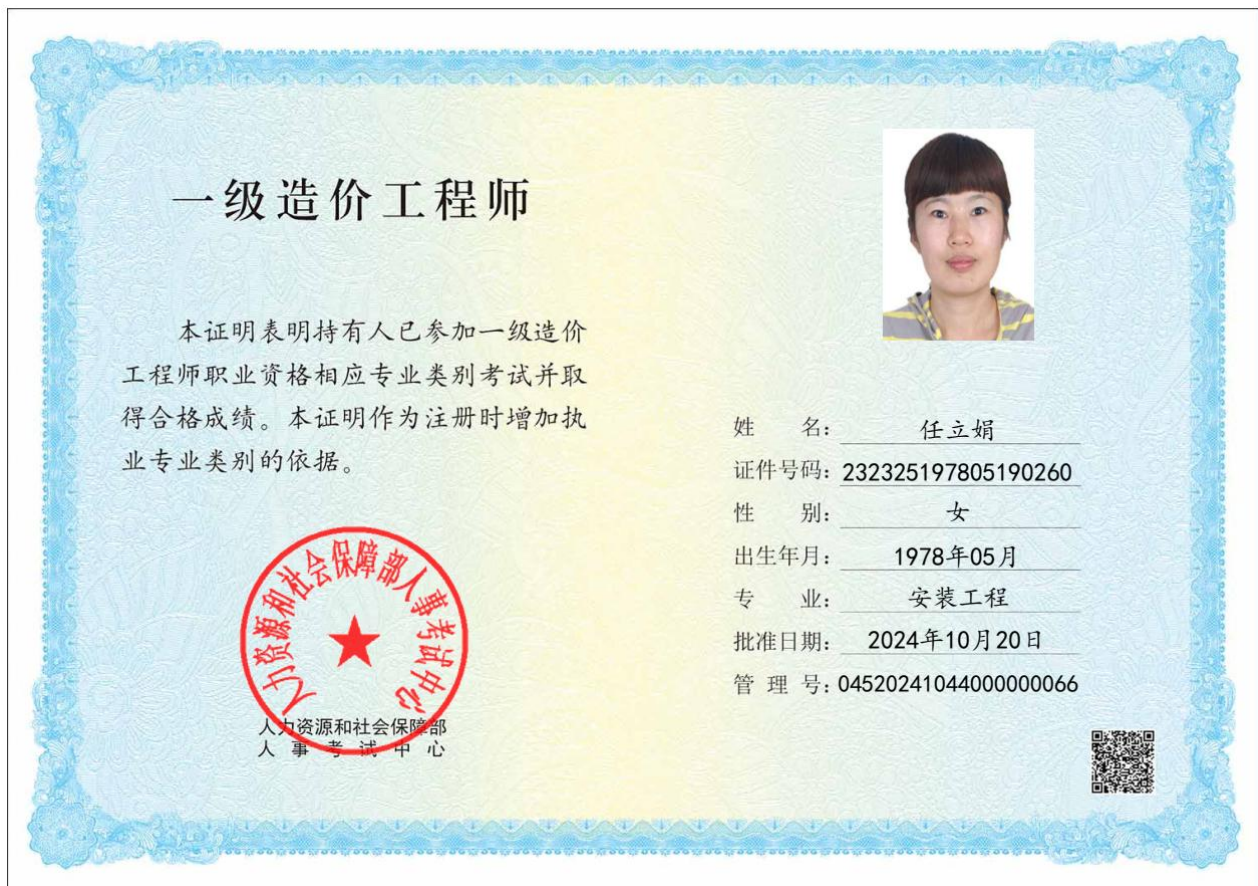 一级造价工程师
本证明表明持有人已参加一级造价
工程师职业资格相应专业类别考试并取
得合格成绩。本证明作为注册时增加执
业专业类别的依据。
人力资源和社会保障部人事考试中心
人力资源和社会保障部
人事考试中心
姓名：任立娟
证件号码：232325197805190260
性别：女
出生年月：1978年05月
专业：安装工程
批准日期：2024年10月20日
管理号：04520241044000000066